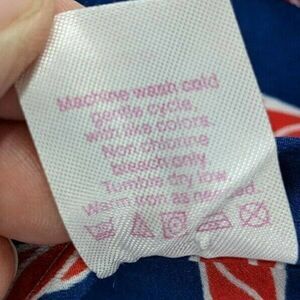 Machine wash cold
gentle cycle,
with like colors.
Non chlorine
bleach only.
Tumble dry low.
Warm iron as needed.